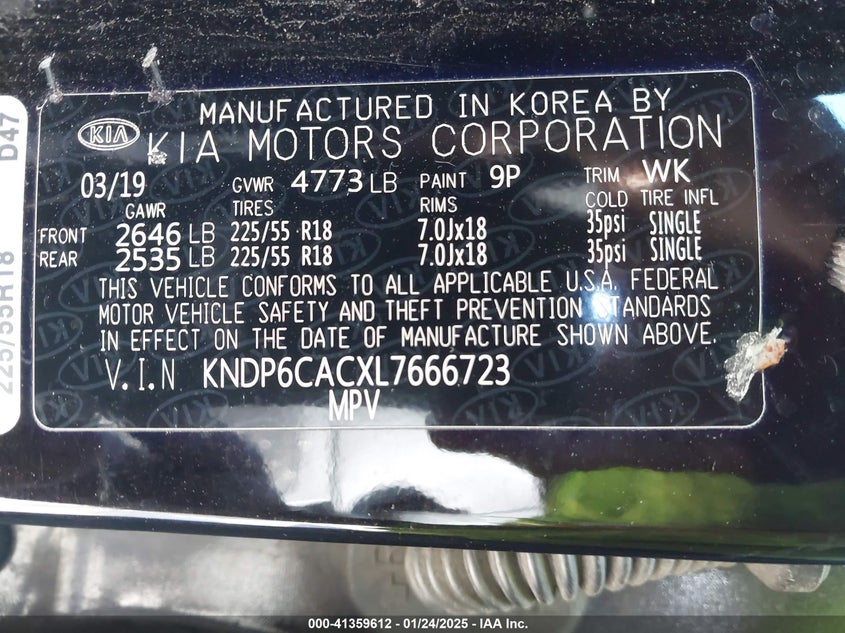 MANUFACTURED IN KOREA BY
KIA KIA MOTORS CORPORATION
03/19 GVWR 4773 LB PAINT 9P TRIM WK
GAWR TIRES RIMS COLD TIRE INFL
FRONT 2646 LB 225/55 R18 7.0Jx18 35psi SINGLE
REAR 2535 LB 225/55 R18 7.0Jx18 35psi SINGLE
THIS VEHICLE CONFORMS TO ALL APPLICABLE U.S.A. FEDERAL
MOTOR VEHICLE SAFETY AND THEFT PREVENTION STANDARDS
IN EFFECT ON THE DATE OF MANUFACTURE SHOWN ABOVE.
V.I.N KNDP6CACXL7666723
MPV
225/55R18 D47
000-41359612 - 01/24/2025 - IAA Inc.